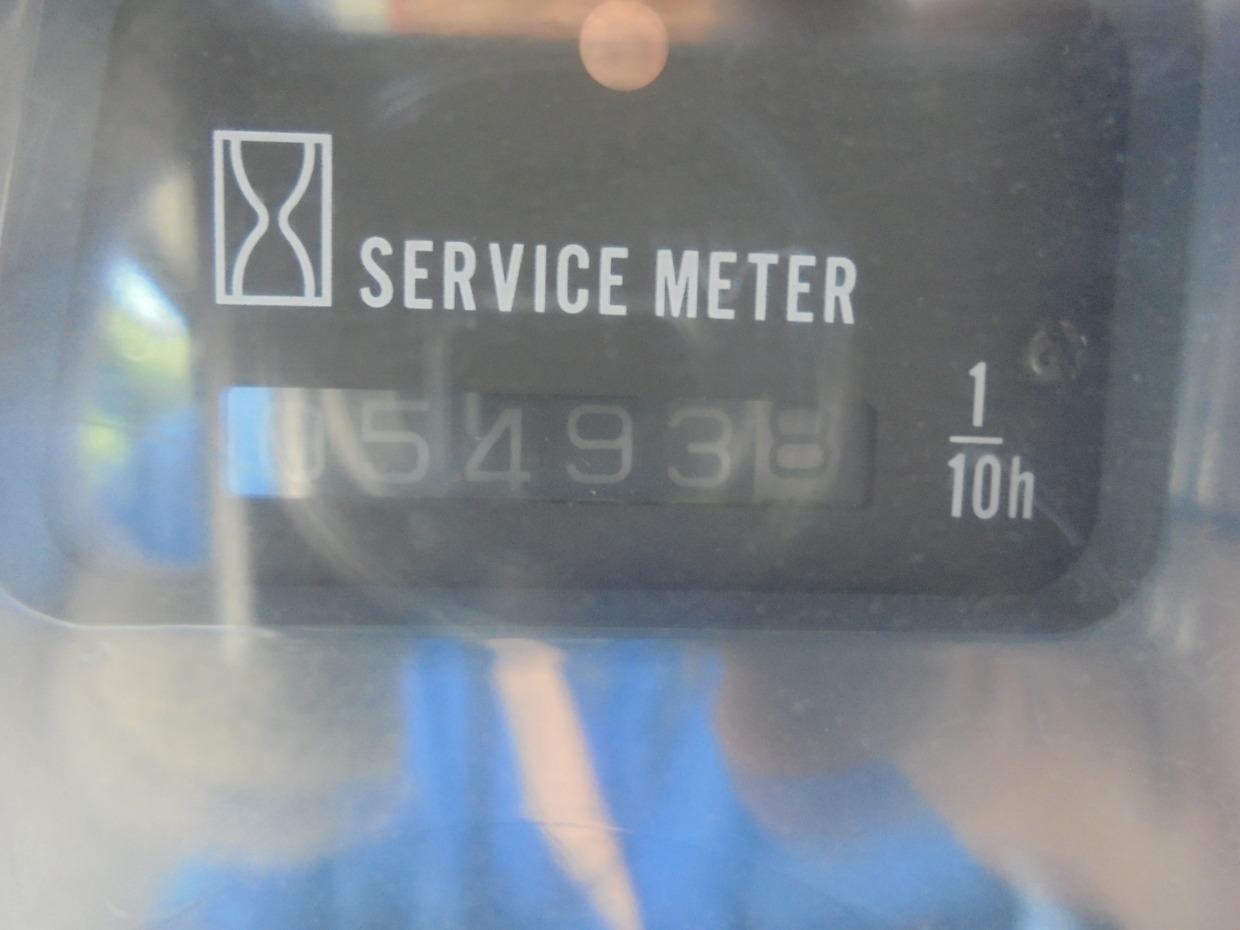 SERVICE METER
054938
1
10h